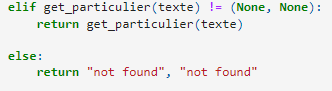 elif get_particulier(texte) != (None, None):
    return get_particulier(texte)
else:
    return "not found", "not found"